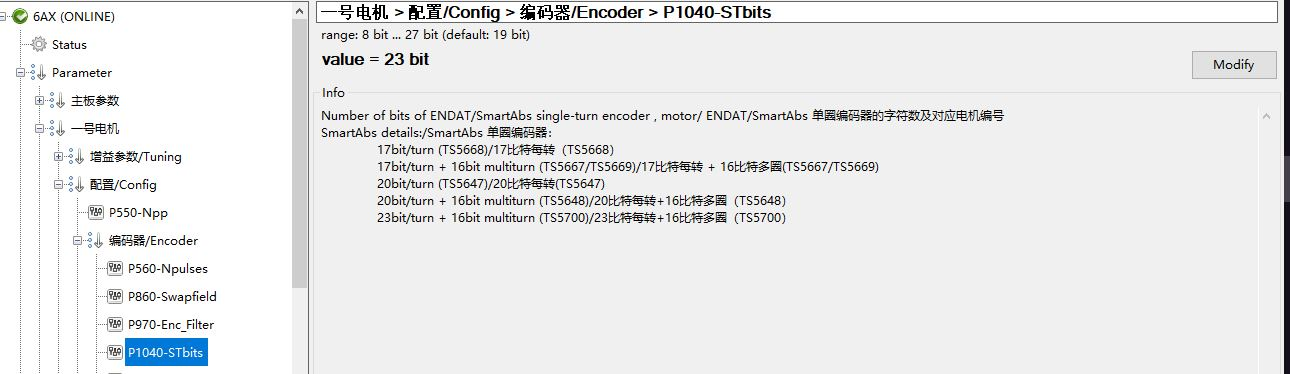 6AX (ONLINE)
Status
Parameter
主板参数
一号电机
增益参数/Tuning
配置/Config
P550-Npp
编码器/Encoder
P560-Npulses
P860-Swapfield
P970-Enc_Filter
P1040-STbits
一号电机 > 配置/Config > 编码器/Encoder > P1040-STbits
range: 8 bit ... 27 bit (default: 19 bit)
value = 23 bit
Modify
Info
Number of bits of ENDAT/SmartAbs single-turn encoder , motor/ ENDAT/SmartAbs 单圈编码器的字符数及对应电机编号
SmartAbs details:/SmartAbs 单圈编码器:
17bit/turn (TS5668)/17比特每转（TS5668)
17bit/turn + 16bit multiturn (TS5667/TS5669)/17比特每转 + 16比特多圈(TS5667/TS5669)
20bit/turn (TS5647)/20比特每转(TS5647)
20bit/turn + 16bit multiturn (TS5648)/20比特每转+16比特多圈（TS5648)
23bit/turn + 16bit multiturn (TS5700)/23比特每转+16比特多圈（TS5700)